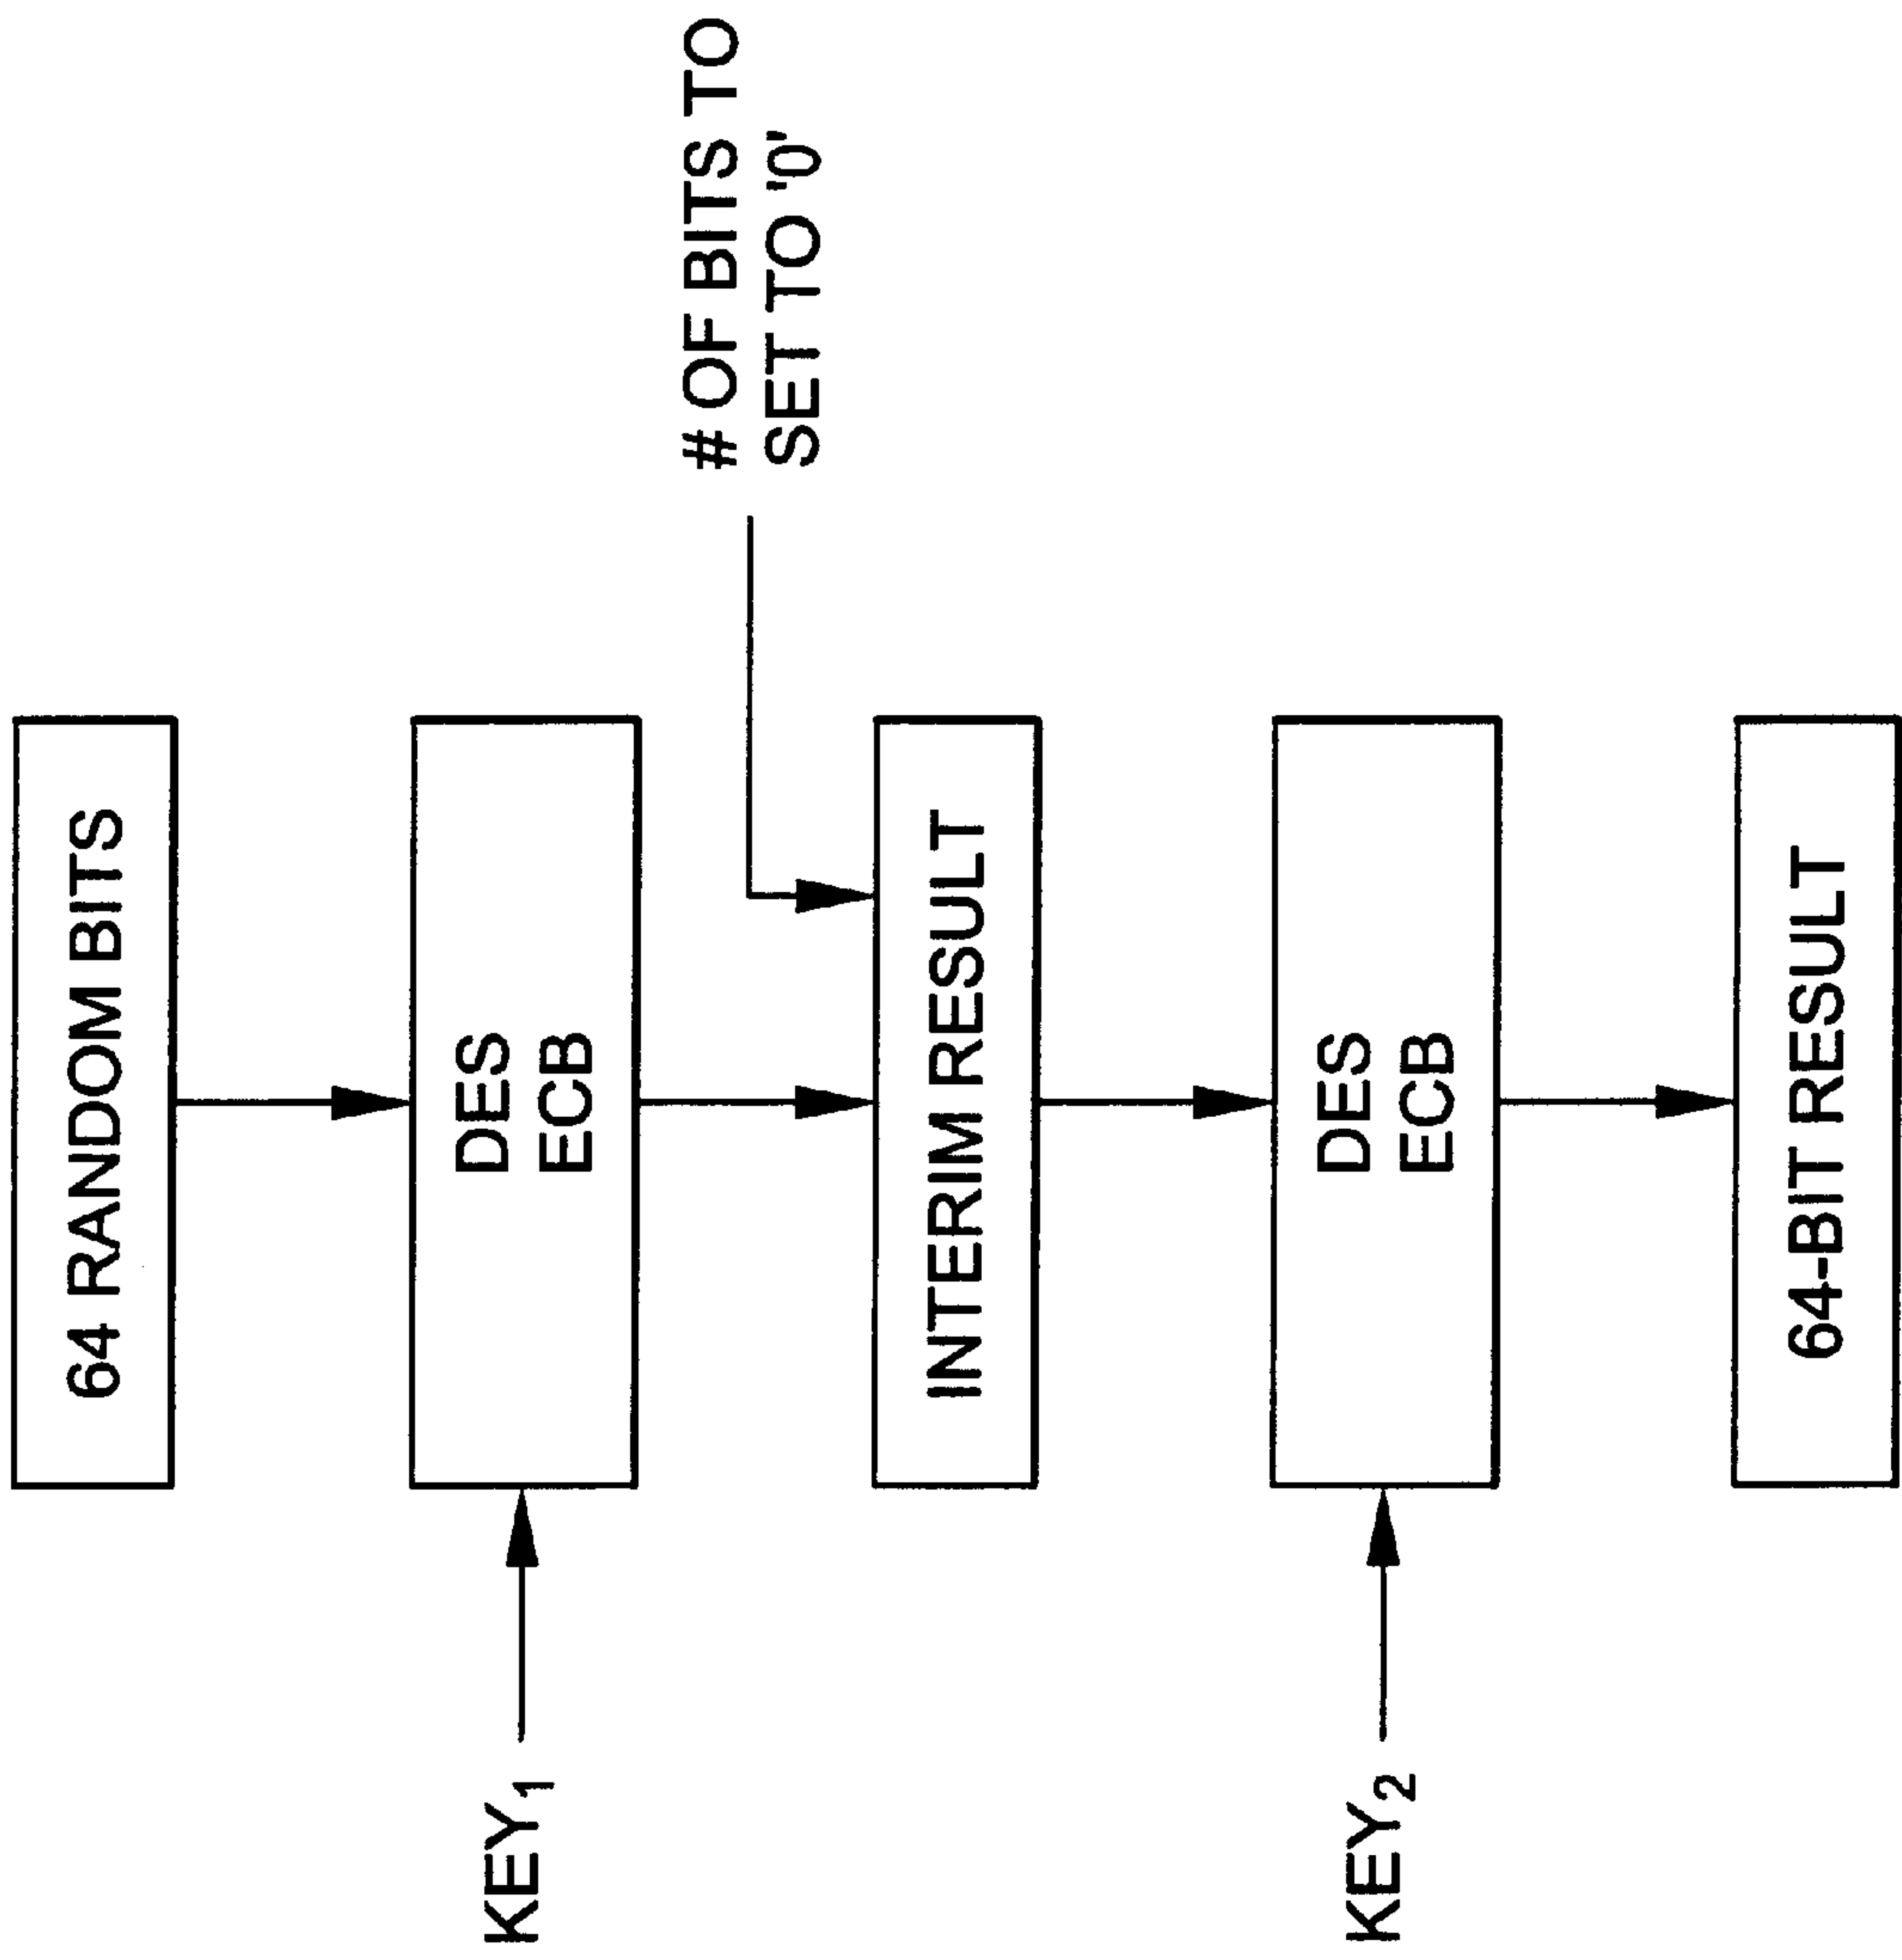 64 RANDOM BITS
KEY₁
DES
ECB
# OF BITS TO
SET TO '0'
INTERIM RESULT
KEY₂
DES
ECB
64-BIT RESULT